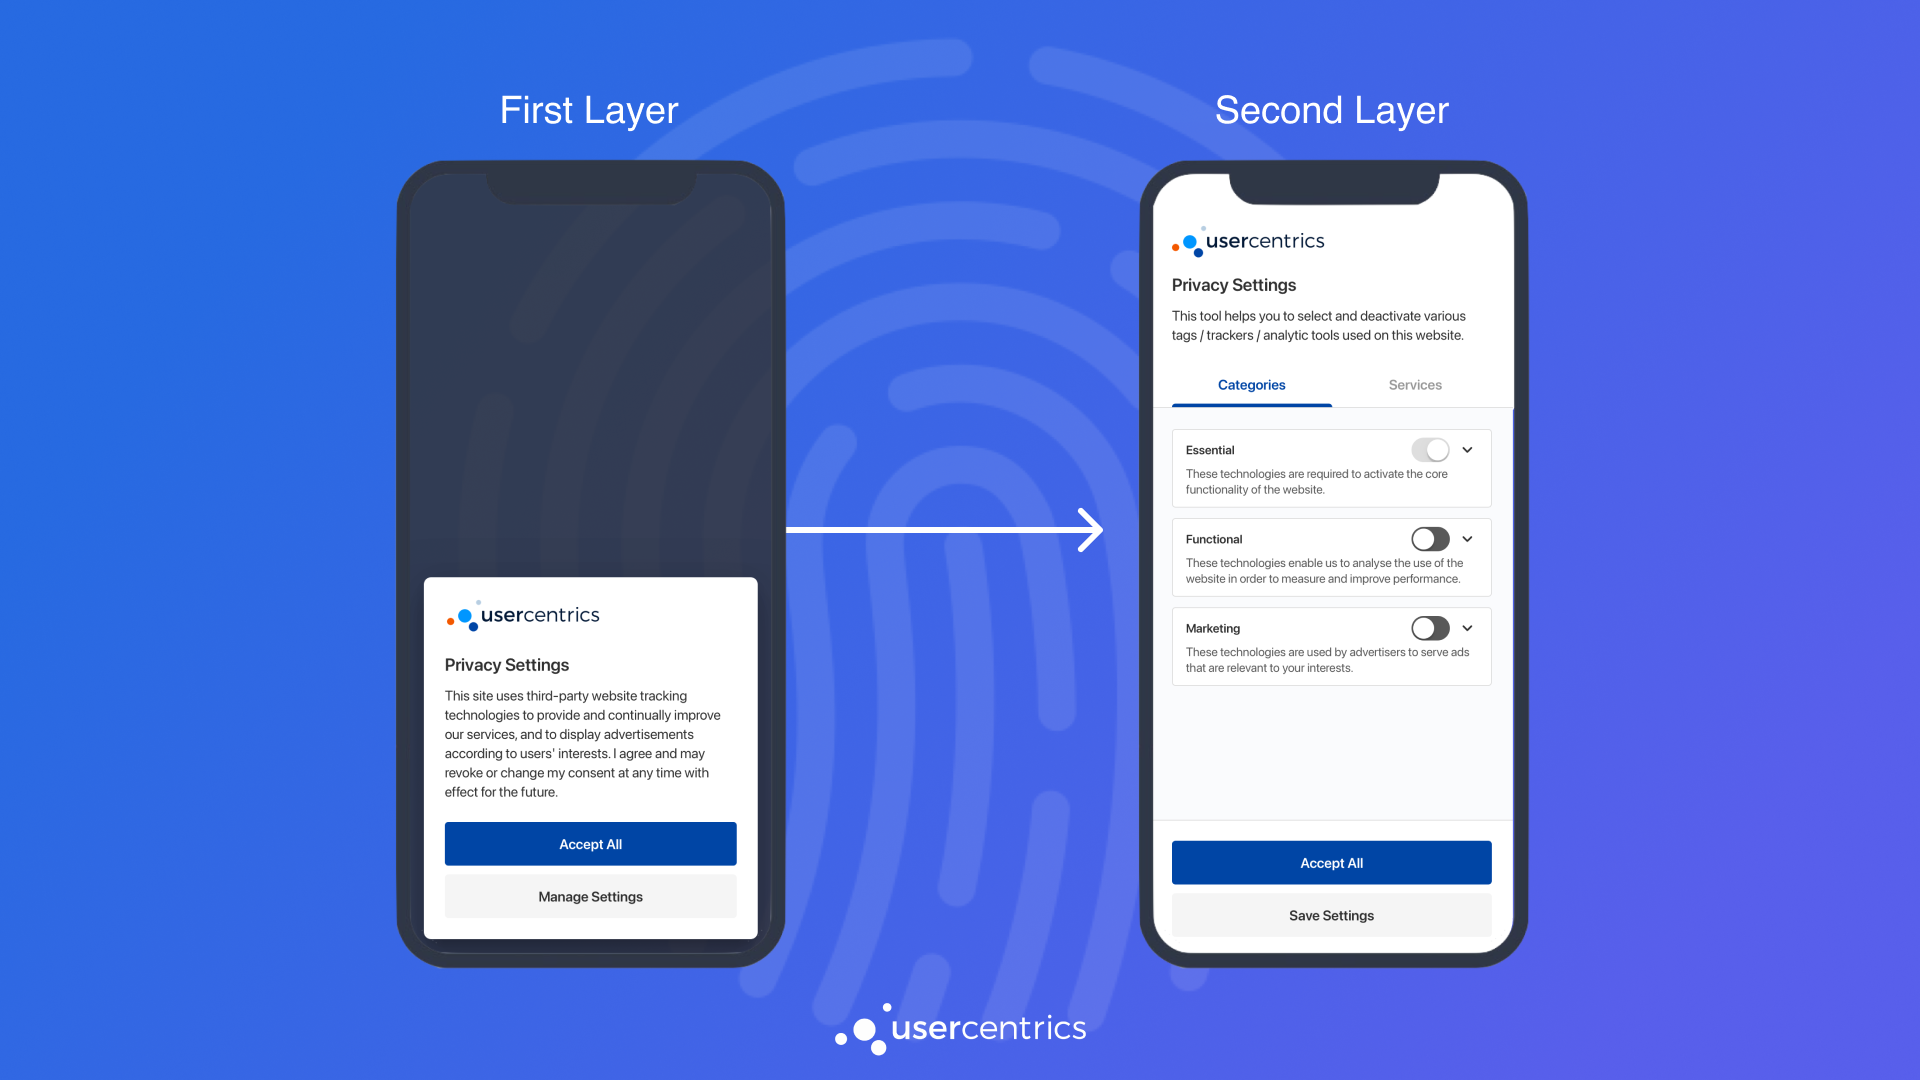 First Layer
usercentrics
Privacy Settings
This site uses third-party website tracking
technologies to provide and continually improve
our services, and to display advertisements
according to users' interests. I agree and may
revoke or change my consent at any time with
effect for the future.
Accept All
Manage Settings
Second Layer
usercentrics
Privacy Settings
This tool helps you to select and deactivate various
tags / trackers / analytic tools used on this website.
Categories Services
Essential
These technologies are required to activate the core
functionality of the website.
Functional
These technologies enable us to analyse the use of the
website in order to measure and improve performance.
Marketing
These technologies are used by advertisers to serve ads
that are relevant to your interests.
Accept All
Save Settings
usercentrics